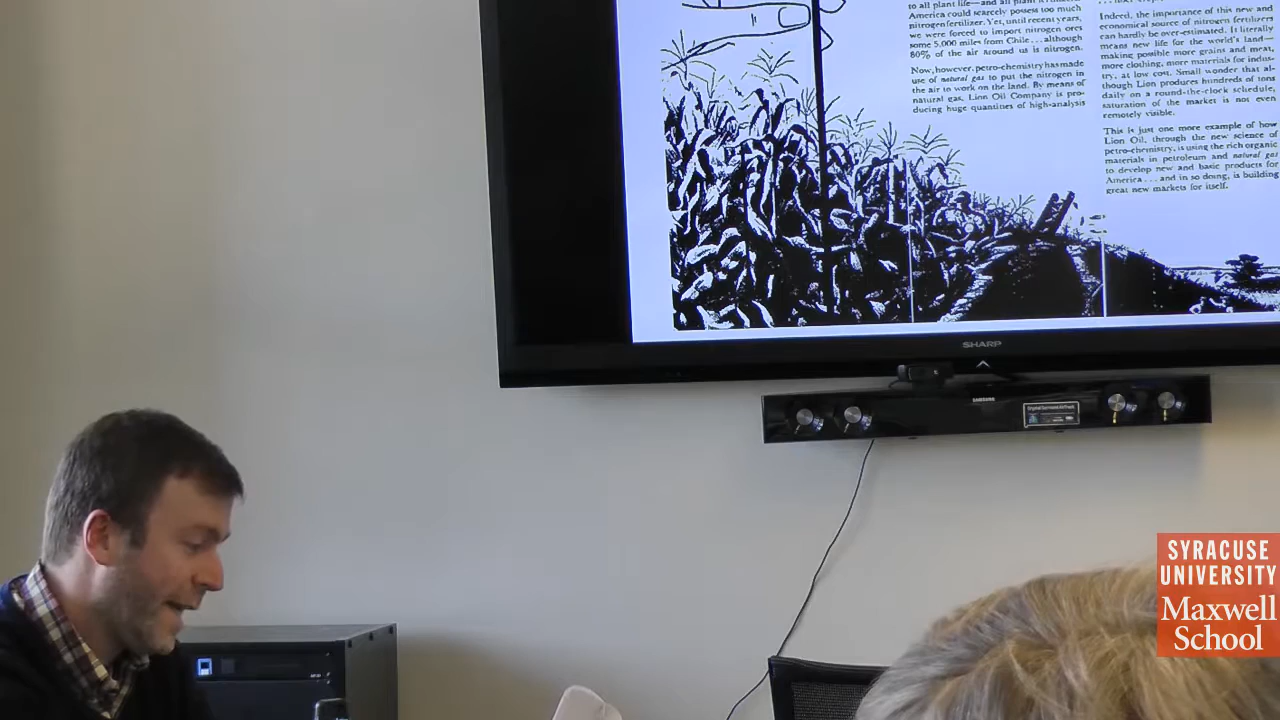 to all plant life—and all plant
America could scarcely possess too much
nitrogen fertilizer. Yet, until recent years,
we were forced to import nitrogen ores
some 5,000 miles from Chile... although
80% of the air around us is nitrogen.
Now, however, petro-chemistry has made
use of natural gas to put the nitrogen in
the air to work on the land. By means of
natural gas, Lion Oil Company is pro-
ducing huge quantities of high-analysis
Indeed, the importance of this new and
economical source of nitrogen fertilizers
can hardly be over-estimated. It literally
means new life for the world's land—
making possible more grains and meat,
more clothing, more materials for indus-
try, at low cost. Small wonder that al-
though Lion produces hundreds of tons
daily on a round-the-clock schedule,
saturation of the market is not even
remotely visible.
This is just one more example of how
Lion Oil, through the new science of
petro-chemistry, is using the rich organic
materials in petroleum and natural gas
to develop new and basic products for
America... and in so doing, is building
great new markets for itself.
SHARP
SAMSUNG
SYRACUSE
UNIVERSITY
Maxwell
School